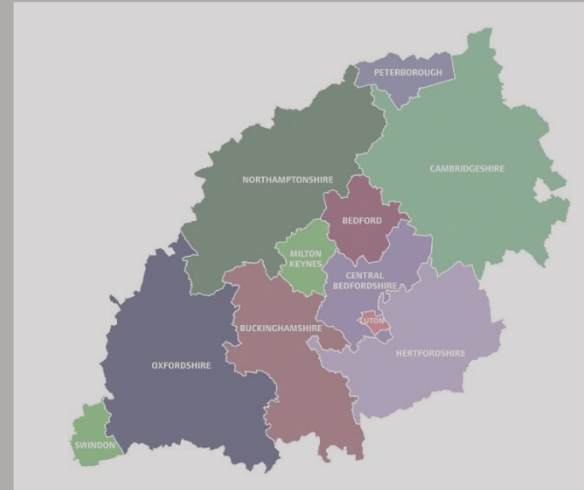 PETERBOROUGH
CAMBRIDGESHIRE
NORTHAMPTONSHIRE
BEDFORD
MILTON
KEYNES
CENTRAL
BEDFORDSHIRE
LUTON
BUCKINGHAMSHIRE
HERTFORDSHIRE
OXFORDSHIRE
SWINDON